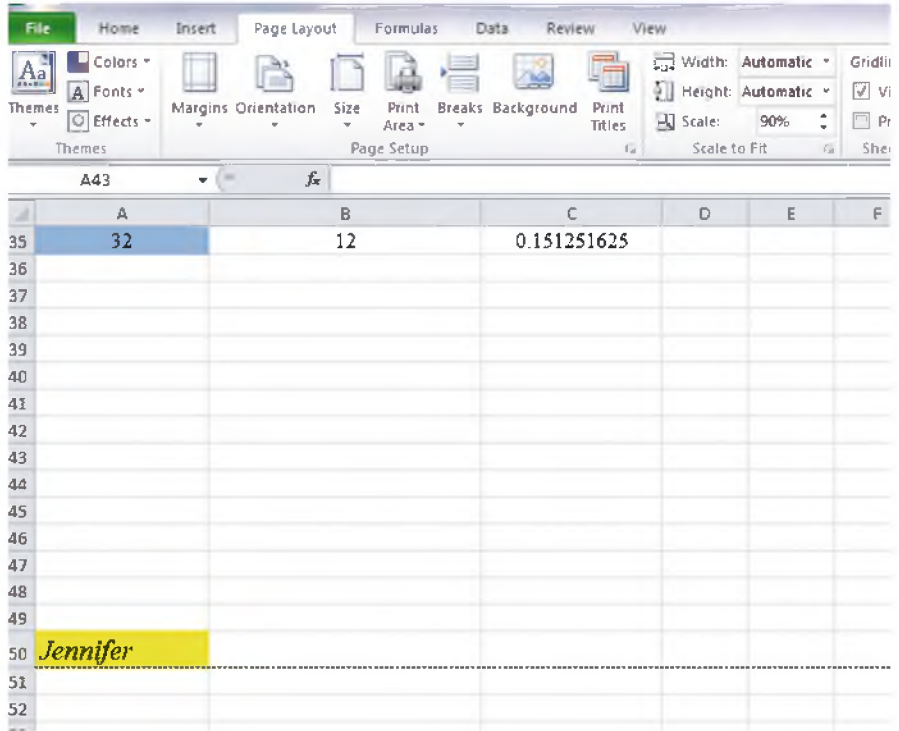 File Home Insert Page Layout Formulas Data Review View
Colors Width: Automatic
Aa Fonts Height: Automatic
Themes Effects Margins Orientation Size Print Area Breaks Background Print Titles Scale: 90%
Themes Page Setup Scale to Fit
A43 fx
A B C D E F
35 32 12 0.151251625
36
37
38
39
40
41
42
43
44
45
46
47
48
49
50 Jennifer
51
52